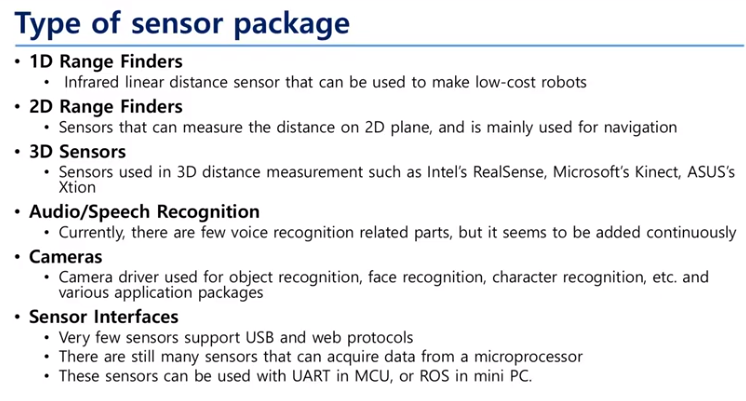 Type of sensor package
• 1D Range Finders
• Infrared linear distance sensor that can be used to make low-cost robots
• 2D Range Finders
• Sensors that can measure the distance on 2D plane, and is mainly used for navigation
• 3D Sensors
• Sensors used in 3D distance measurement such as Intel's RealSense, Microsoft's Kinect, ASUS's
Xtion
• Audio/Speech Recognition
• Currently, there are few voice recognition related parts, but it seems to be added continuously
• Cameras
• Camera driver used for object recognition, face recognition, character recognition, etc. and
various application packages
• Sensor Interfaces
• Very few sensors support USB and web protocols
• There are still many sensors that can acquire data from a microprocessor
• These sensors can be used with UART in MCU, or ROS in mini PC.